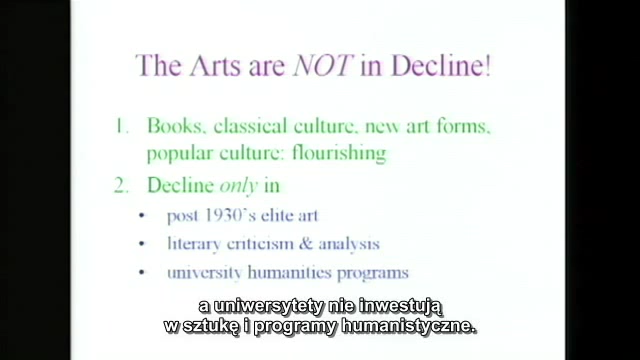 The Arts are NOT in Decline!
1. Books, classical culture, new art forms,
popular culture: flourishing
2. Decline only in
• post 1930`s elite art
• literary criticism & analysis
• university humanities programs
a uniwersytety nie inwestują
w sztukę i programy humanistyczne.